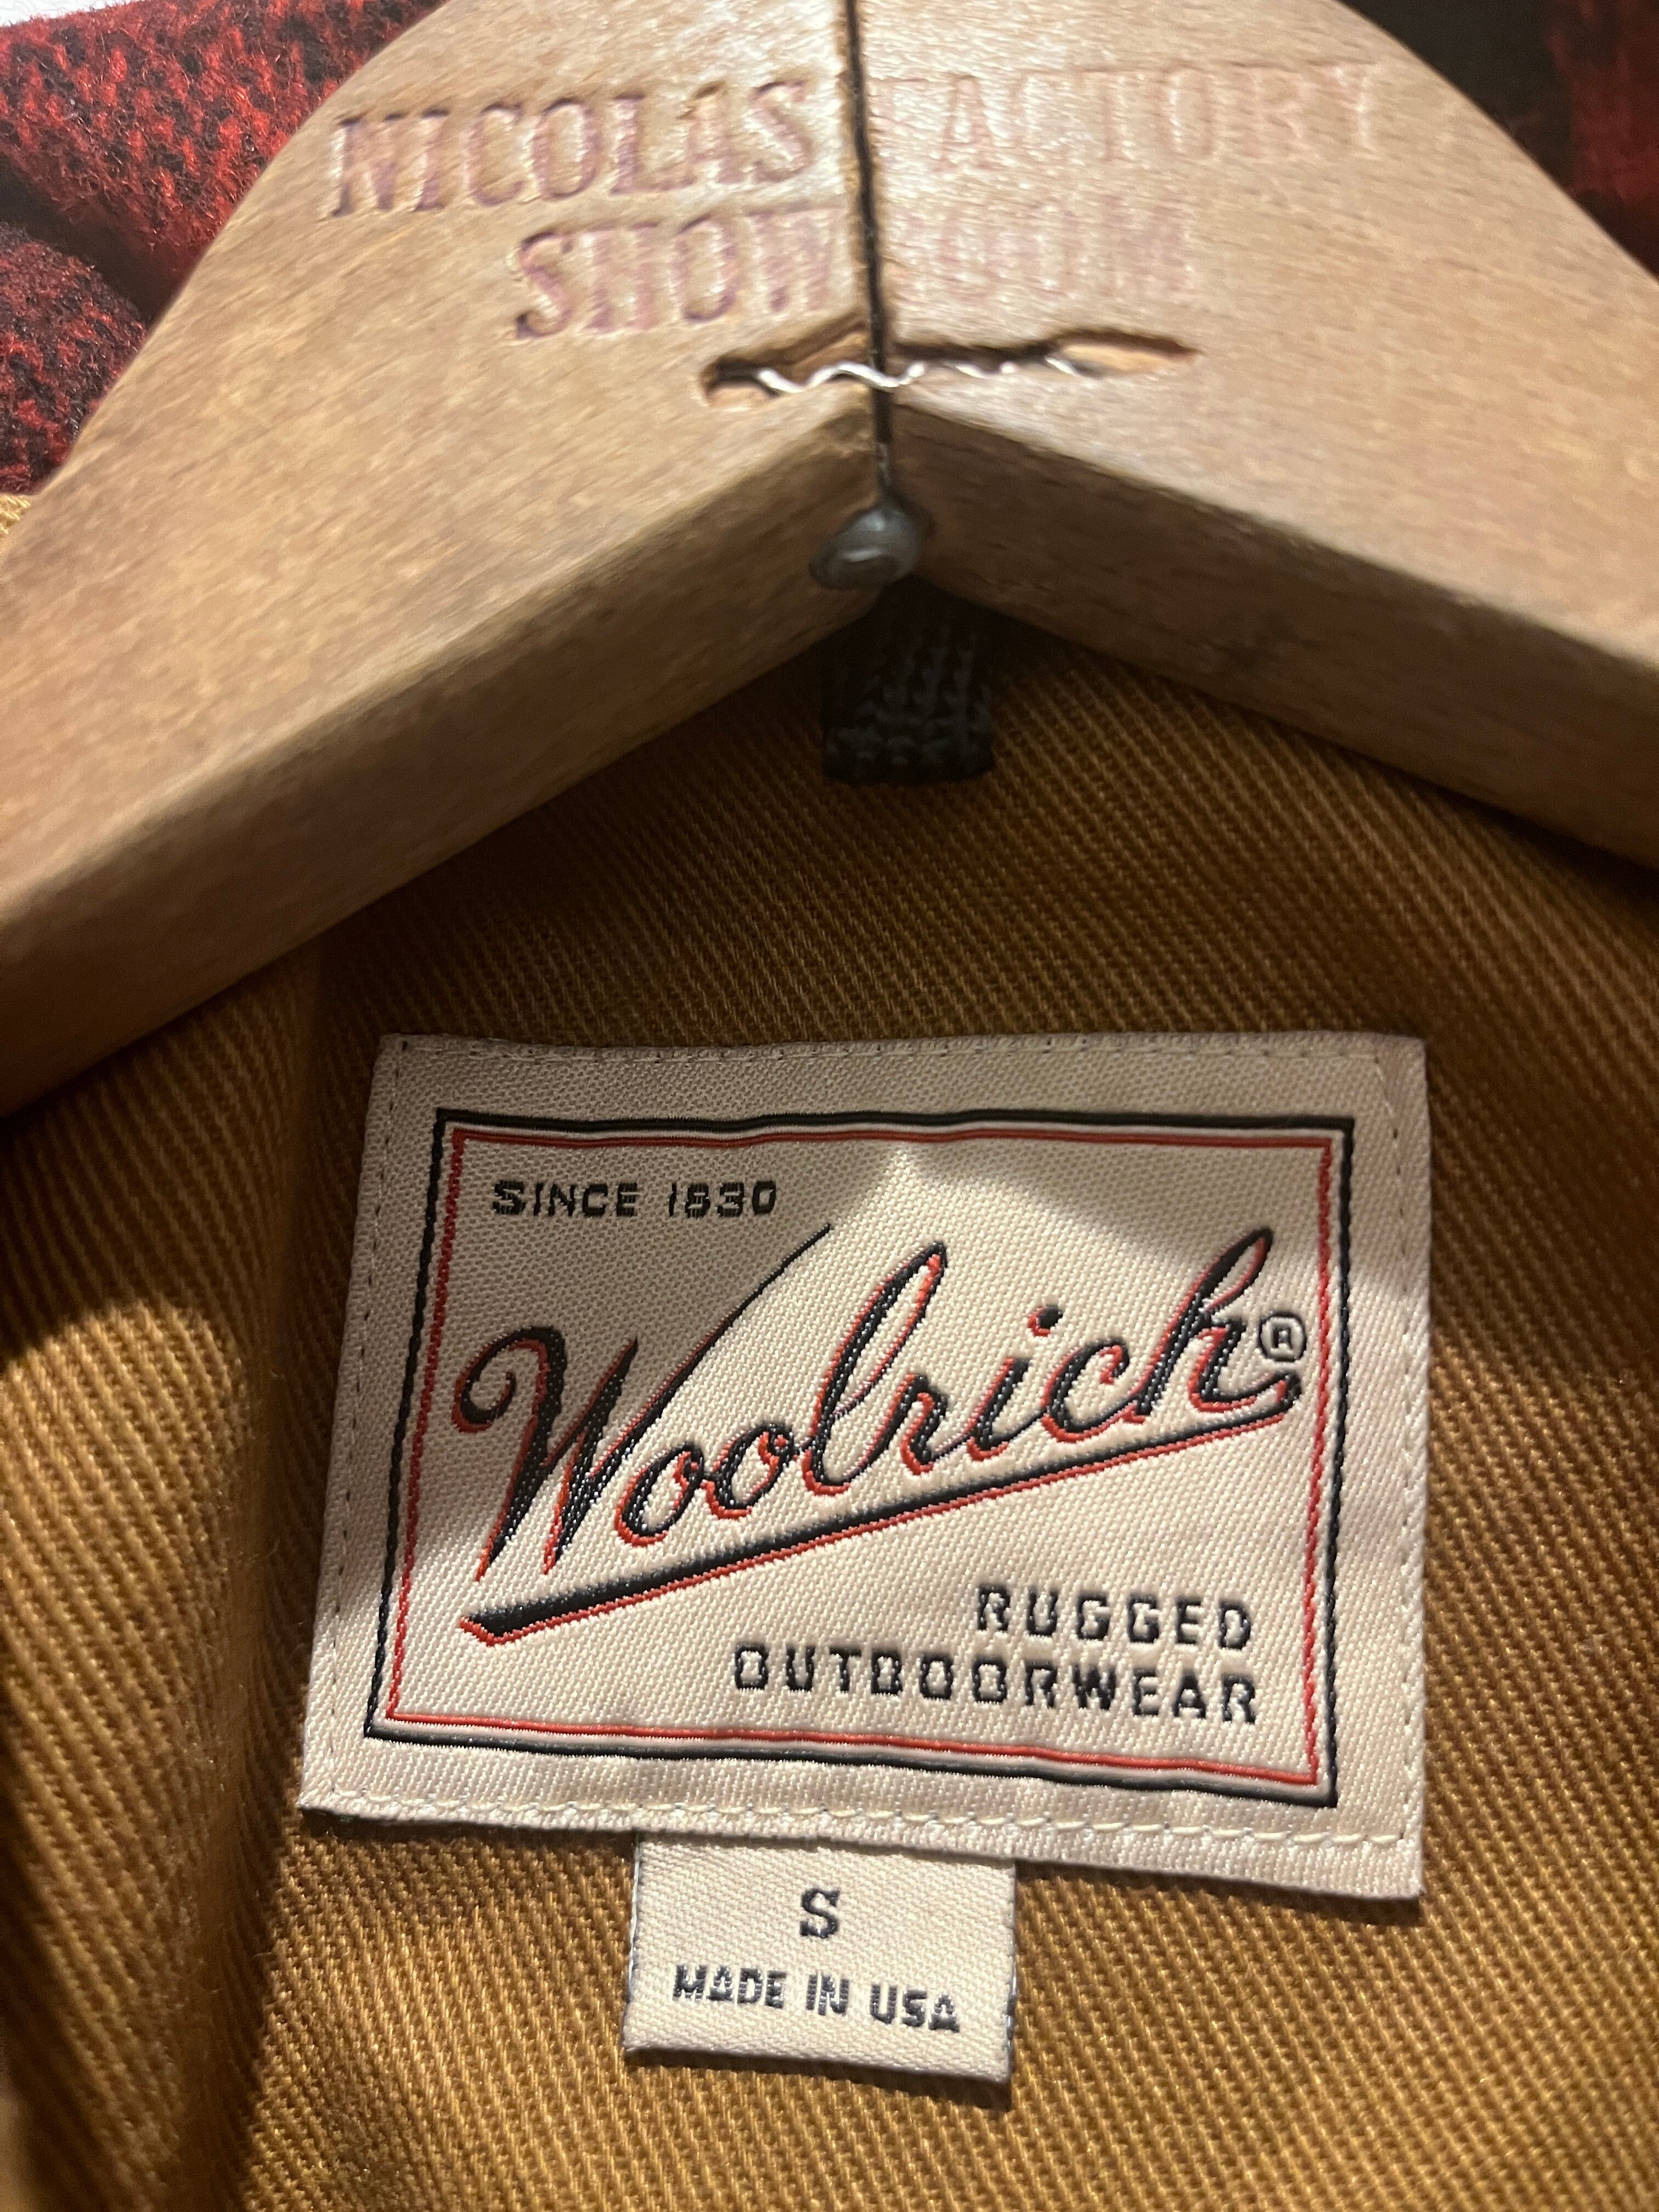 NICOLAS FACTORY
SHOWROOM
SINCE 1830
Woolrich®
RUGGED
OUTDOORWEAR
S
MADE IN USA